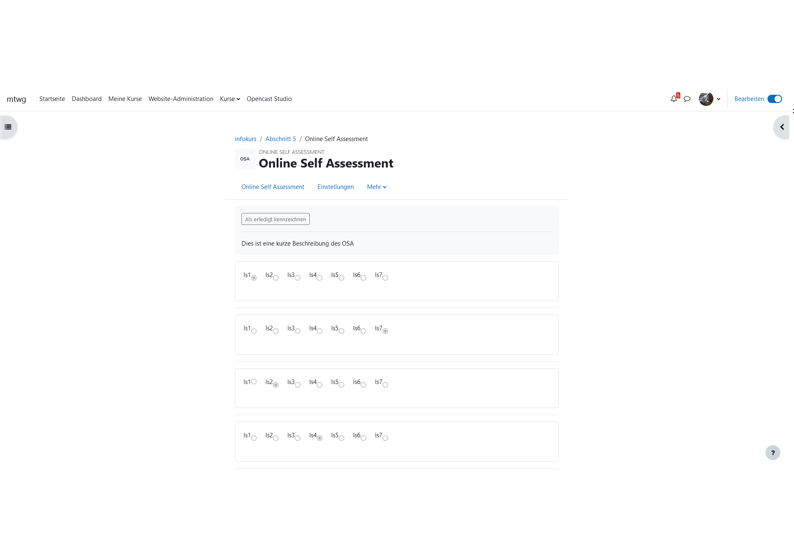 mtwg Startseite Dashboard Meine Kurse Website-Administration Kurse Opencast Studio Bearbeiten
infokurs / Abschnitt 5 / Online Self Assessment
ONLINE SELF ASSESSMENT
OSA Online Self Assessment
Online Self Assessment Einstellungen Mehr
Als erledigt kennzeichnen
Dies ist eine kurze Beschreibung des OSA
ls1 ls2 ls3 ls4 ls5 ls6 ls7
ls1 ls2 ls3 ls4 ls5 ls6 ls7
ls1 ls2 ls3 ls4 ls5 ls6 ls7
ls1 ls2 ls3 ls4 ls5 ls6 ls7
?